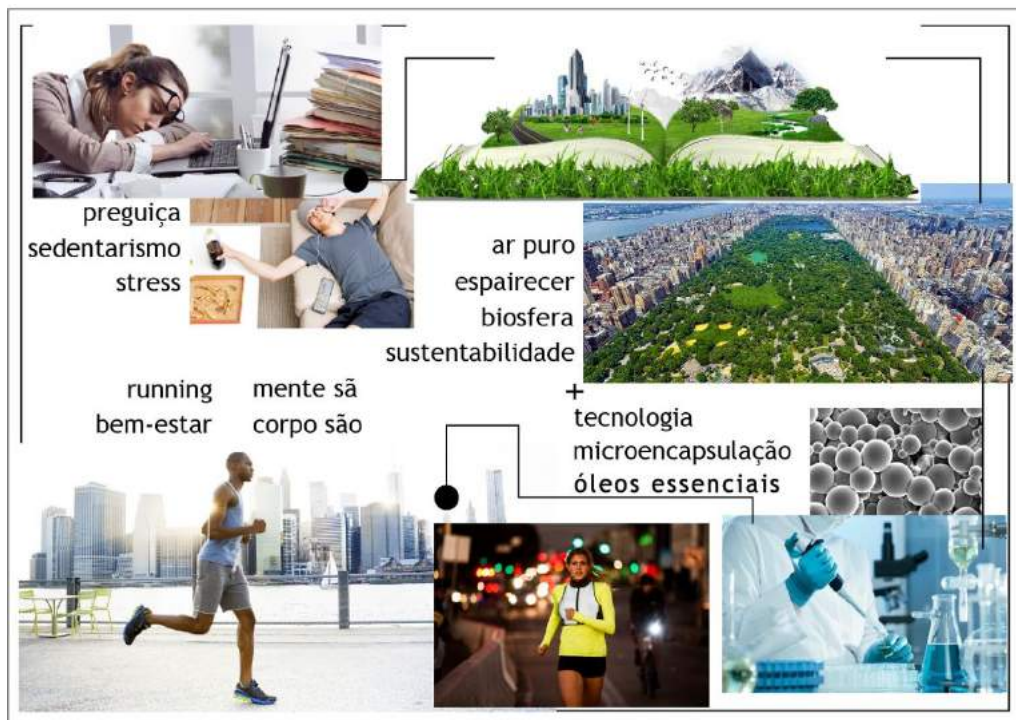 preguiça
sedentarismo
stress
ar puro
espairecer
biosfera
sustentabilidade
+
tecnologia
microencapsulação
óleos essenciais
running
bem-estar
mente sã
corpo são